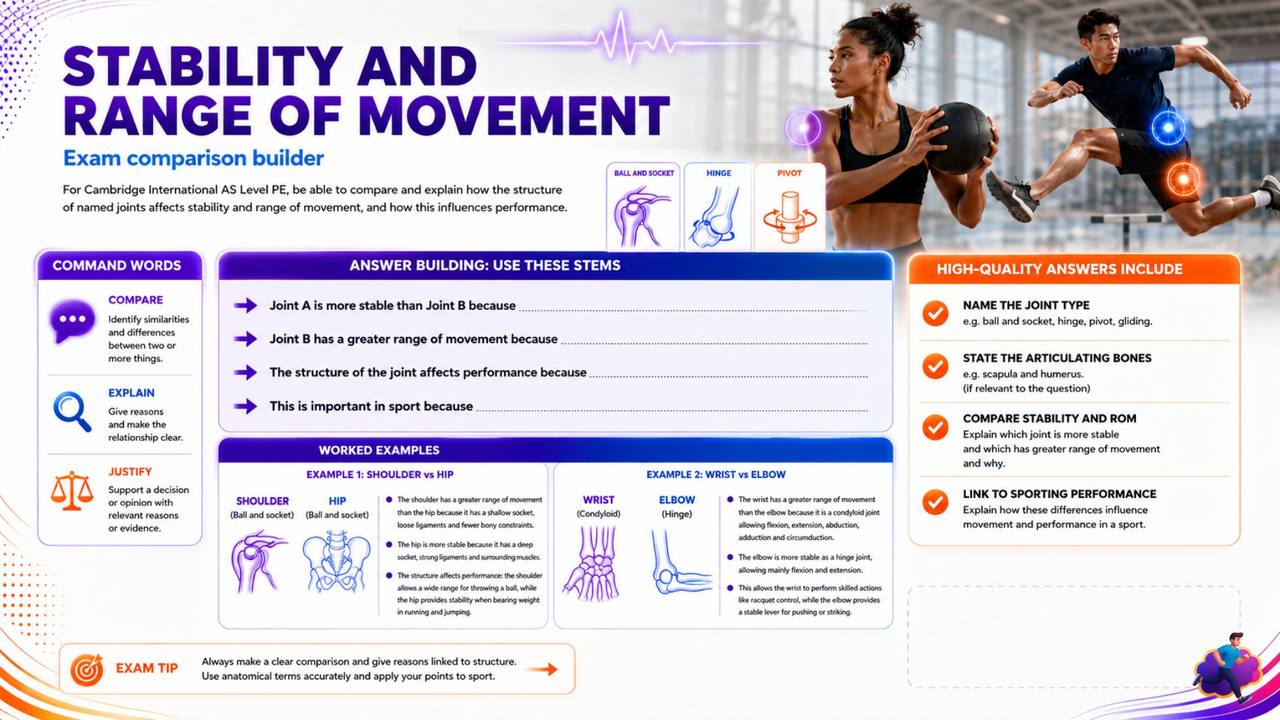 STABILITY AND
RANGE OF MOVEMENT
Exam comparison builder
For Cambridge International AS Level PE, be able to compare and explain how the structure
of named joints affects stability and range of movement, and how this influences performance.
BALL AND SOCKET
HINGE
PIVOT
COMMAND WORDS
COMPARE
Identify similarities
and differences
between two or
more things.
EXPLAIN
Give reasons
and make the
relationship clear.
JUSTIFY
Support a decision
or opinion with
relevant reasons
or evidence.
ANSWER BUILDING: USE THESE STEMS
Joint A is more stable than Joint B because
Joint B has a greater range of movement because
The structure of the joint affects performance because
This is important in sport because
WORKED EXAMPLES
EXAMPLE 1: SHOULDER vs HIP
SHOULDER
(Ball and socket)
HIP
(Ball and socket)
The shoulder has a greater range of movement
than the hip because it has a shallow socket,
loose ligaments and fewer bony constraints.
The hip is more stable because it has a deep
socket, strong ligaments and surrounding muscles.
The structure affects performance: the shoulder
allows a wide range for throwing a ball, while
the hip provides stability when bearing weight
in running and jumping.
EXAMPLE 2: WRIST vs ELBOW
WRIST
(Condyloid)
ELBOW
(Hinge)
The wrist has a greater range of movement
than the elbow because it is a condyloid joint
allowing flexion, extension, abduction,
adduction and circumduction.
The elbow is more stable as a hinge joint,
allowing mainly flexion and extension.
This allows the wrist to perform skilled actions
like racquet control, while the elbow provides
a stable lever for pushing or striking.
HIGH-QUALITY ANSWERS INCLUDE
NAME THE JOINT TYPE
e.g. ball and socket, hinge, pivot, gliding.
STATE THE ARTICULATING BONES
e.g. scapula and humerus.
(if relevant to the question)
COMPARE STABILITY AND ROM
Explain which joint is more stable
and which has greater range of movement
and why.
LINK TO SPORTING PERFORMANCE
Explain how these differences influence
movement and performance in a sport.
EXAM TIP
Always make a clear comparison and give reasons linked to structure.
Use anatomical terms accurately and apply your points to sport.